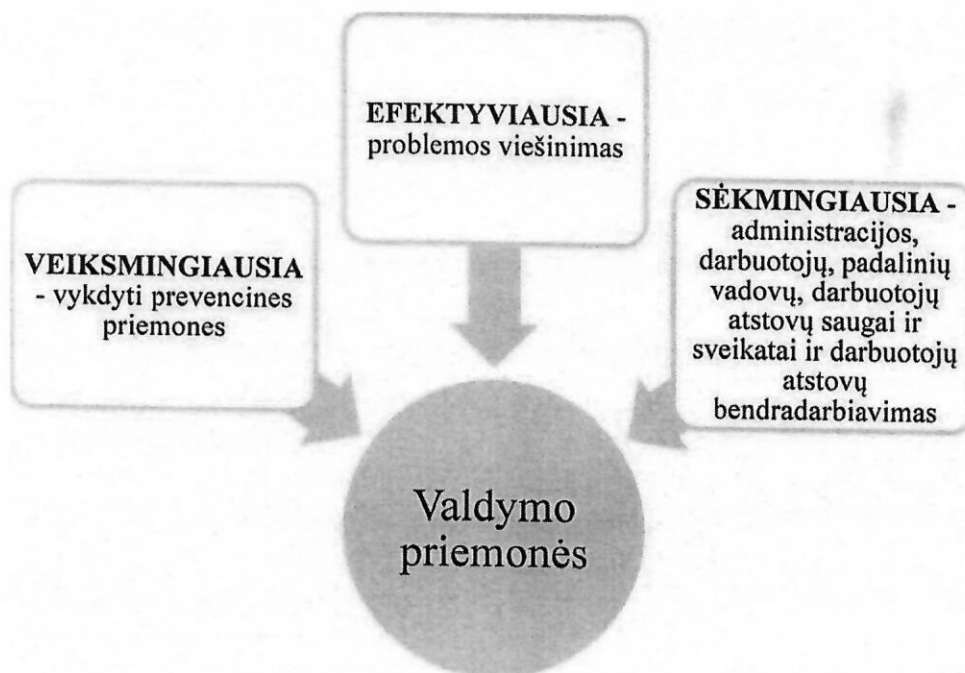 EFEKTYVIAUSIA -
problemos viešinimas
VEIKSMINGIAUSIA
- vykdyti prevencines
priemones
SĖKMINGIAUSIA -
administracijos,
darbuotojų, padalinių
vadovų, darbuotojų
atstovų saugai ir
sveikatai ir darbuotojų
atstovų
bendradarbiavimas
Valdymo
priemonės